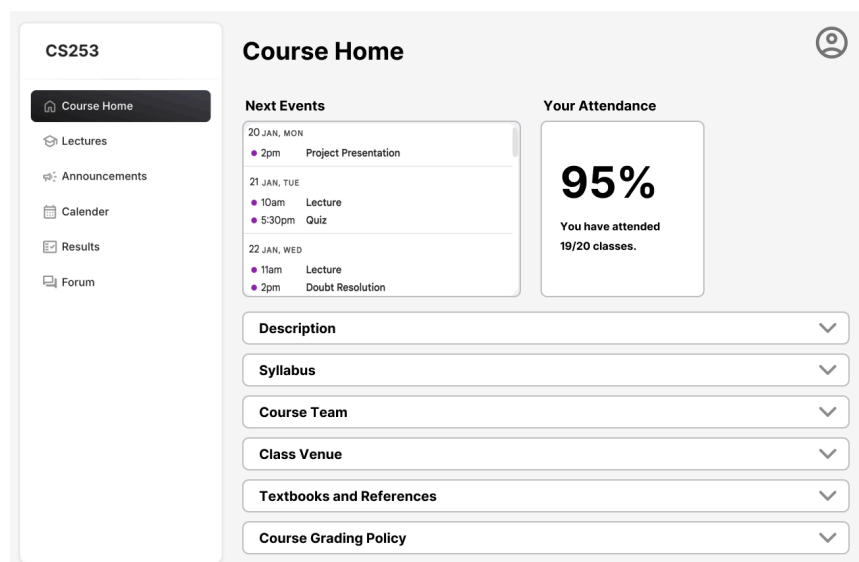 CS253
Course Home
Lectures
Announcements
Calender
Results
Forum
Course Home
Next Events
20 JAN, MON
2pm Project Presentation
21 JAN, TUE
10am Lecture
5:30pm Quiz
22 JAN, WED
11am Lecture
2pm Doubt Resolution
Your Attendance
95%
You have attended
19/20 classes.
Description
Syllabus
Course Team
Class Venue
Textbooks and References
Course Grading Policy